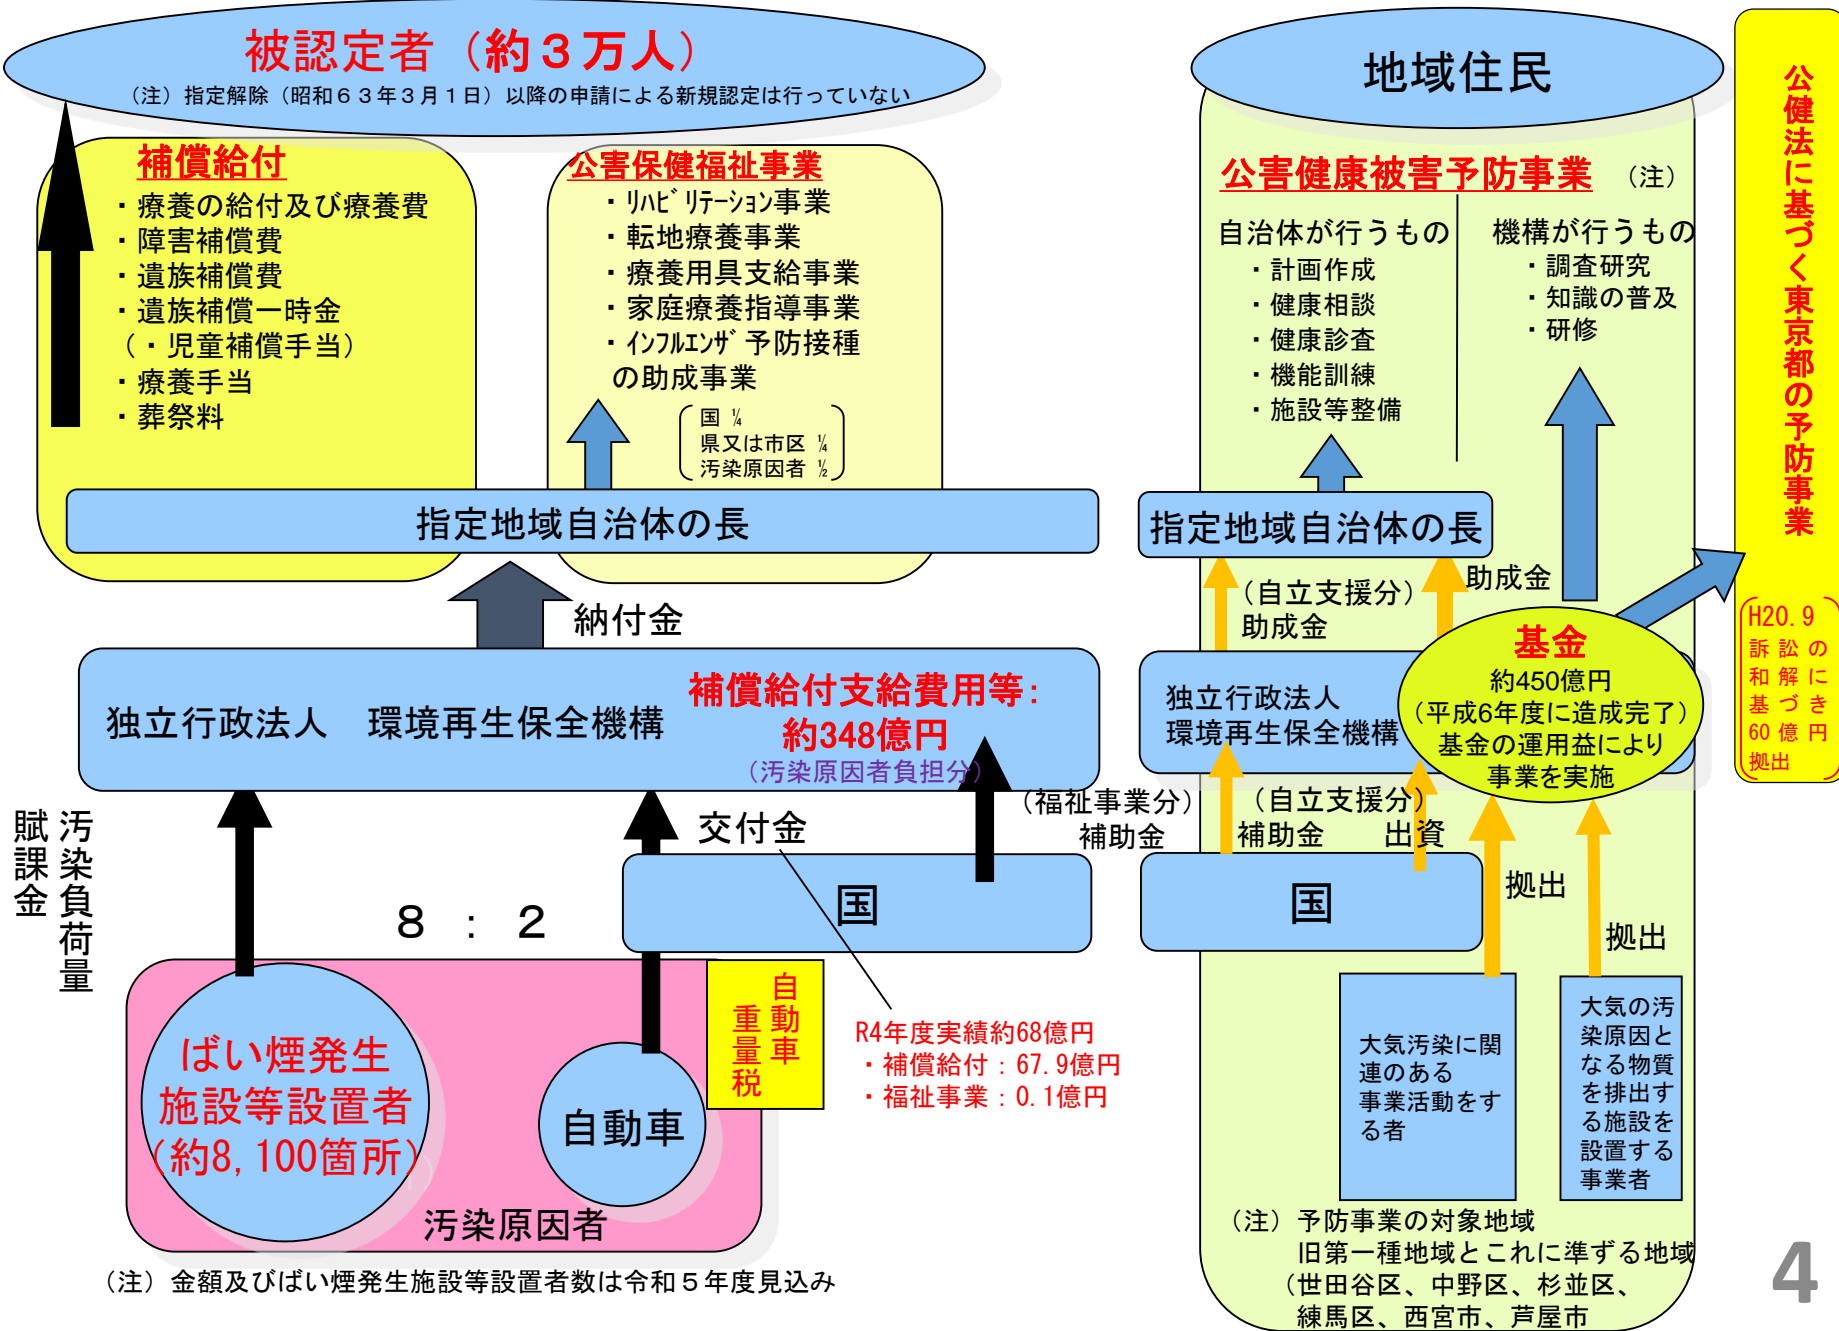 被認定者（約３万人）
（注）指定解除（昭和６３年３月１日）以降の申請による新規認定は行っていない
補償給付
・療養の給付及び療養費
・障害補償費
・遺族補償費
・遺族補償一時金
（・児童補償手当）
・療養手当
・葬祭料
公害保健福祉事業
・ﾘﾊﾋﾞﾘﾃｰｼｮﾝ事業
・転地療養事業
・療養用具支給事業
・家庭療養指導事業
・ｲﾝﾌﾙｴﾝｻﾞ予防接種
の助成事業
国 ¼
県又は市区 ¼
汚染原因者 ½
指定地域自治体の長
納付金
独立行政法人　環境再生保全機構
補償給付支給費用等：
約348億円
（汚染原因者負担分）
汚染負荷量
賦課金
交付金
（福祉事業分）
補助金
８：２
国
自動車
重量税
R4年度実績約68億円
・補償給付：67.9億円
・福祉事業：0.1億円
ばい煙発生
施設等設置者
（約8,100箇所）
自動車
汚染原因者
（注）金額及びばい煙発生施設等設置者数は令和５年度見込み
地域住民
公害健康被害予防事業　（注）
自治体が行うもの
・計画作成
・健康相談
・健康診査
・機能訓練
・施設等整備
機構が行うもの
・調査研究
・知識の普及
・研修
指定地域自治体の長
（自立支援分）
助成金
助成金
独立行政法人
環境再生保全機構
基金
約450億円
（平成6年度に造成完了）
基金の運用益により
事業を実施
（自立支援分）
補助金
出資
国
拠出
拠出
大気汚染に関
連のある
事業活動をす
る者
大気の汚
染原因と
なる物質
を排出す
る施設を
設置する
事業者
（注）予防事業の対象地域
旧第一種地域とこれに準ずる地域
（世田谷区、中野区、杉並区、
練馬区、西宮市、芦屋市
公健法に基づく東京都の予防事業
H20.9
訴訟の
和解に
基づき
60億円
拠出
4